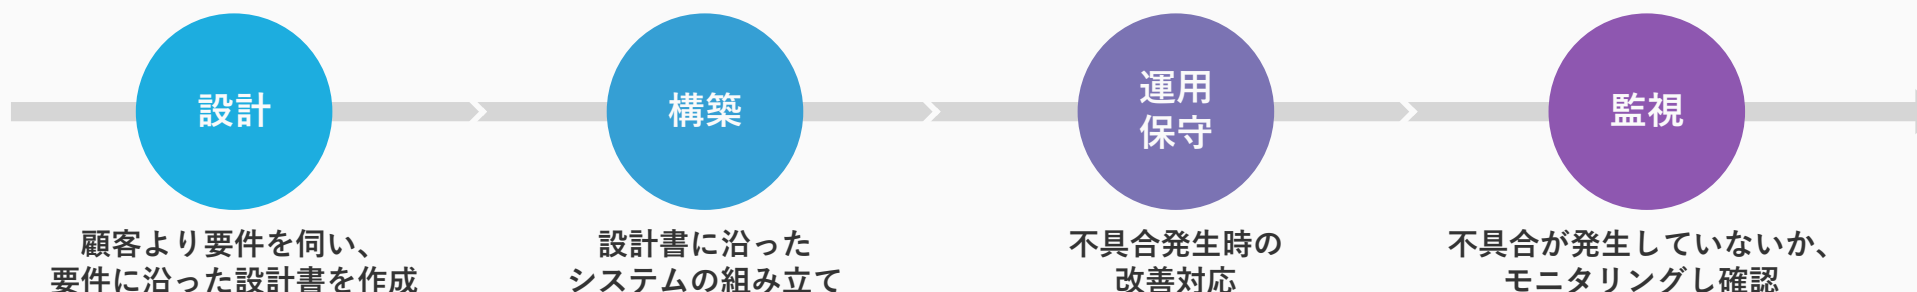 設計
顧客より要件を伺い、
要件に沿った設計書を作成
構築
設計書に沿った
システムの組み立て
運用
保守
不具合発生時の
改善対応
監視
不具合が発生していないか、
モニタリングし確認